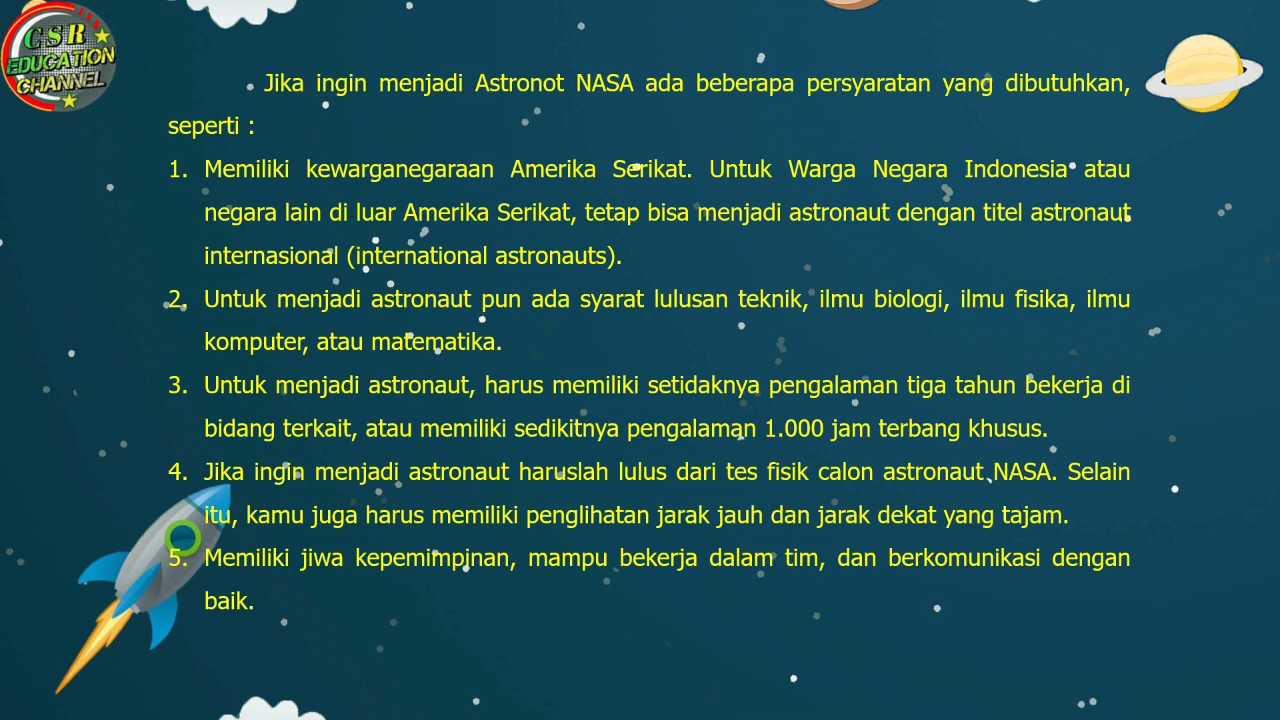 CSR
EDUCATION
CHANNEL
Jika ingin menjadi Astronot NASA ada beberapa persyaratan yang dibutuhkan,
seperti :
1. Memiliki kewarganegaraan Amerika Serikat. Untuk Warga Negara Indonesia atau
negara lain di luar Amerika Serikat, tetap bisa menjadi astronaut dengan titel astronaut
internasional (international astronauts).
2. Untuk menjadi astronaut pun ada syarat lulusan teknik, ilmu biologi, ilmu fisika, ilmu
komputer, atau matematika.
3. Untuk menjadi astronaut, harus memiliki setidaknya pengalaman tiga tahun bekerja di
bidang terkait, atau memiliki sedikitnya pengalaman 1.000 jam terbang khusus.
4. Jika ingin menjadi astronaut haruslah lulus dari tes fisik calon astronaut NASA. Selain
itu, kamu juga harus memiliki penglihatan jarak jauh dan jarak dekat yang tajam.
5. Memiliki jiwa kepemimpinan, mampu bekerja dalam tim, dan berkomunikasi dengan
baik.